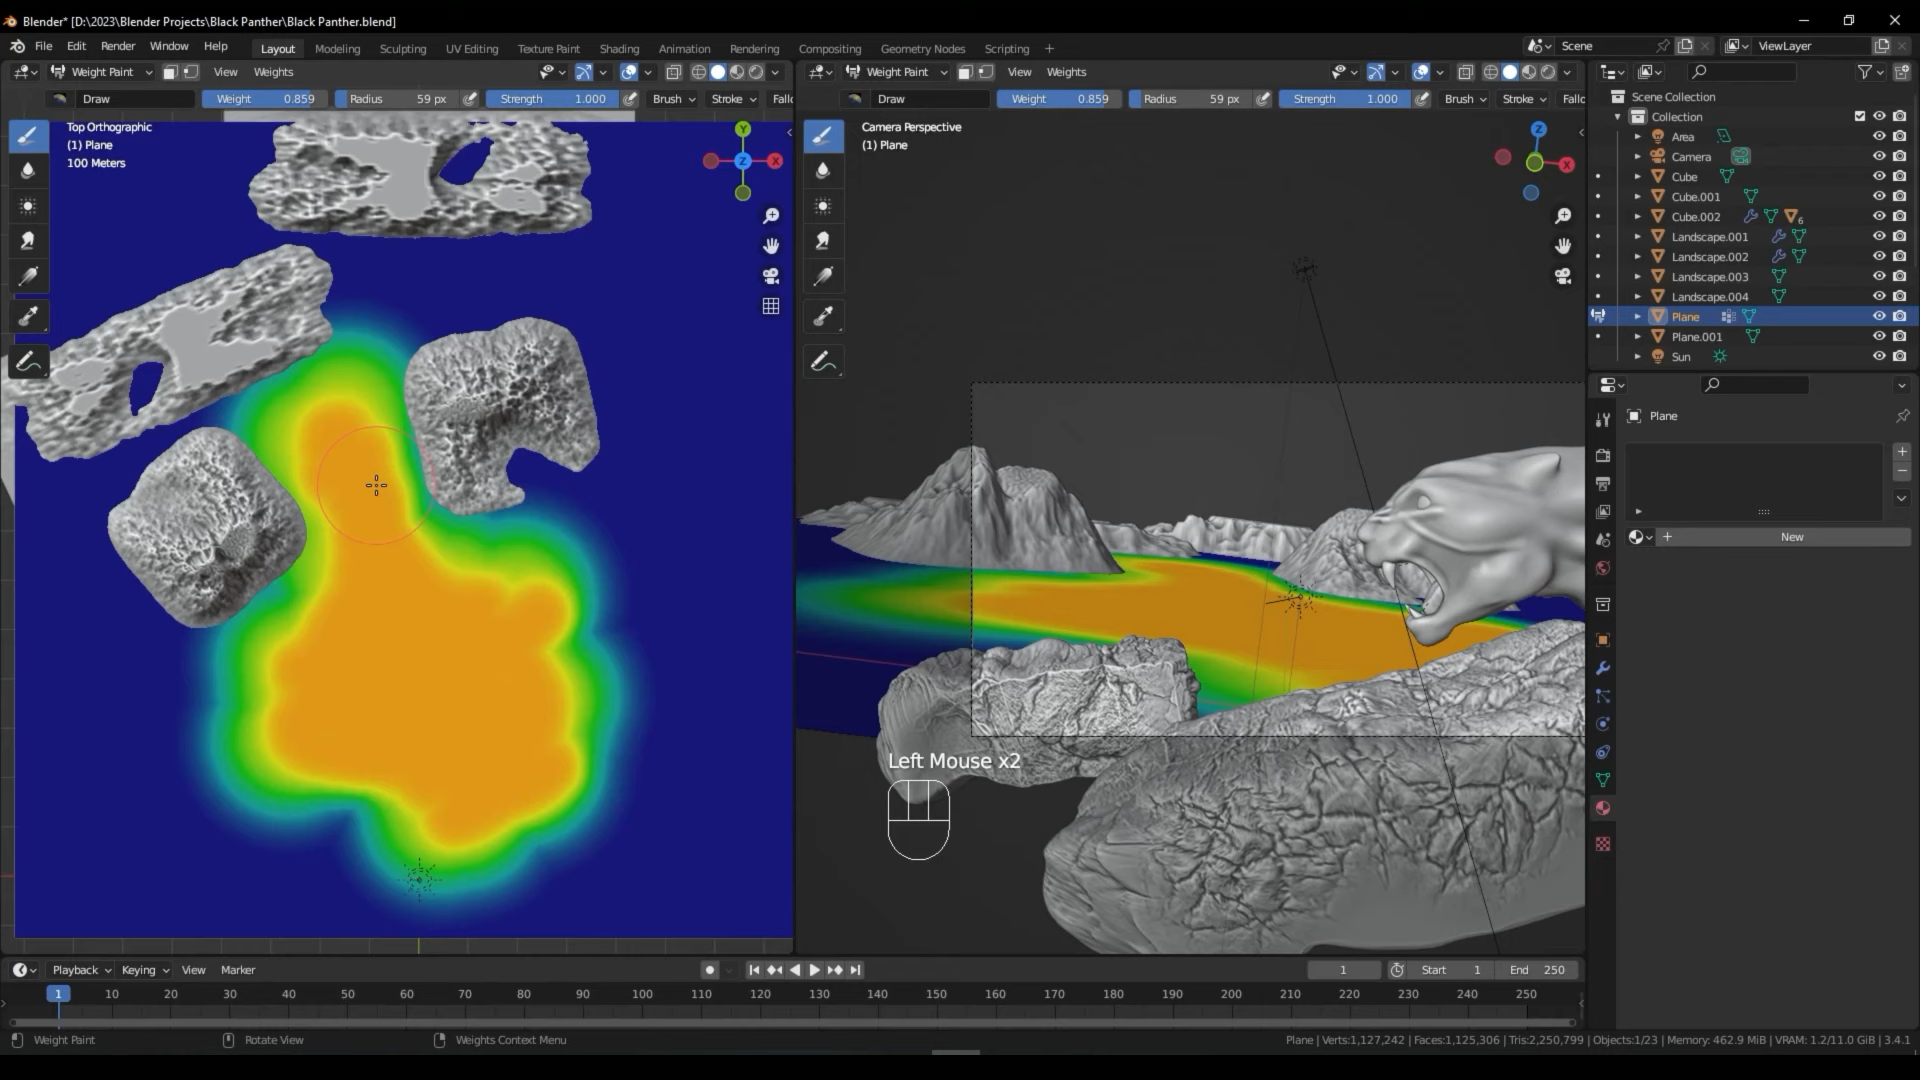 Blender* [D:\2023\Blender Projects\Black Panther\Black Panther.blend]
File Edit Render Window Help Layout Modeling Sculpting UV Editing Texture Paint Shading Animation Rendering Compositing Geometry Nodes Scripting + Scene ViewLayer
Weight Paint View Weights
Draw Weight 0.859 Radius 59 px Strength 1.000 Brush Stroke Fallo
Top Orthographic
(1) Plane
100 Meters
Y
Z X
Weight Paint View Weights
Draw Weight 0.859 Radius 59 px Strength 1.000 Brush Stroke Fallo
Camera Perspective
(1) Plane
Z
X
Left Mouse x2
Scene Collection
Collection
Area
Camera
Cube
Cube.001
Cube.002 6
Landscape.001
Landscape.002
Landscape.003
Landscape.004
Plane
Plane.001
Sun
Plane
New
Playback Keying View Marker 1 Start 1 End 250
1 10 20 30 40 50 60 70 80 90 100 110 120 130 140 150 160 170 180 190 200 210 220 230 240 250
Weight Paint Rotate View Weights Context Menu Plane | Verts:1,127,242 | Faces:1,125,306 | Tris:2,250,799 | Objects:1/23 | Memory: 462.9 MiB | VRAM: 1.2/11.0 GiB | 3.4.1